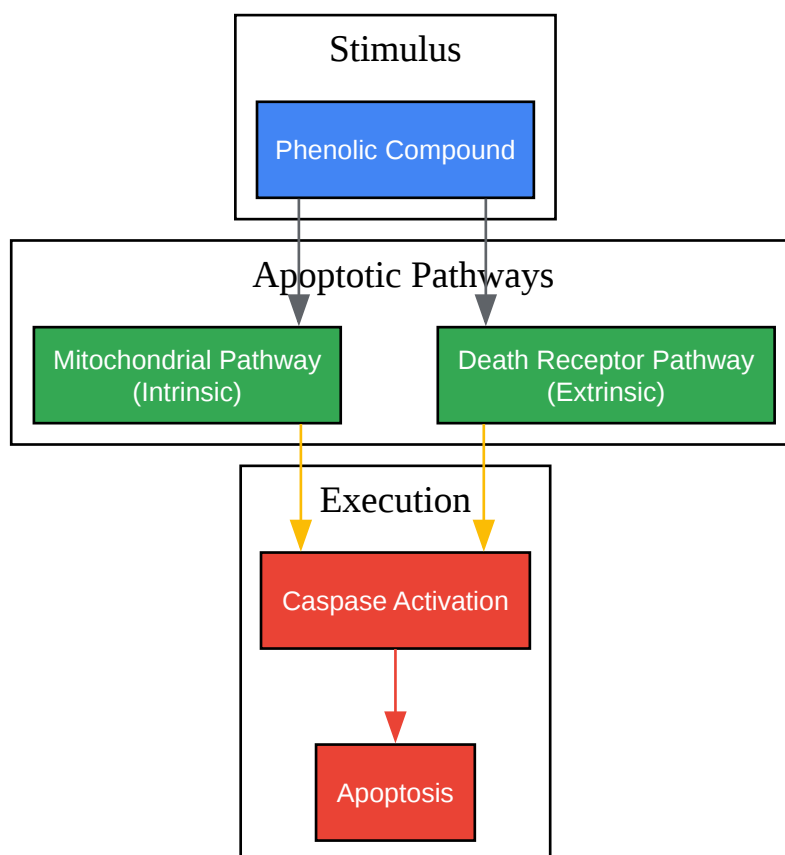 Stimulus
Phenolic Compound
Apoptotic Pathways
Mitochondrial Pathway
(Intrinsic)
Death Receptor Pathway
(Extrinsic)
Execution
Caspase Activation
Apoptosis